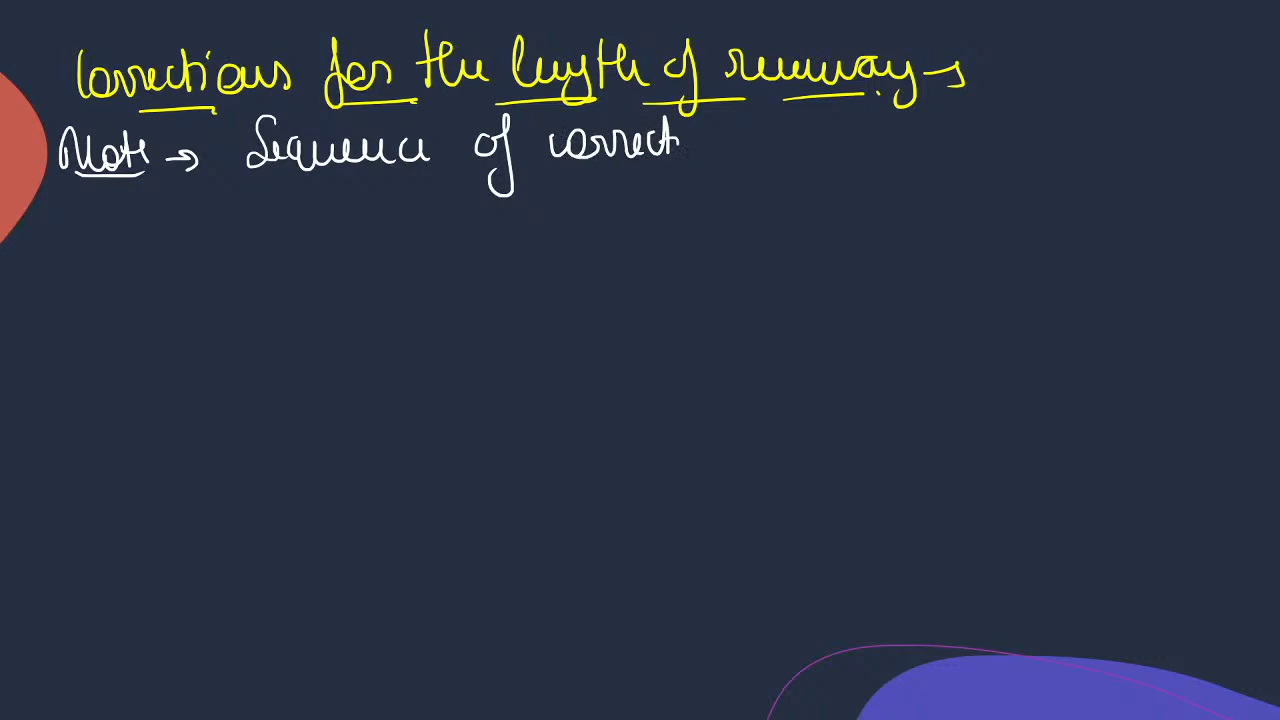 Corrections for the length of runway →
Note → Sequence of correct